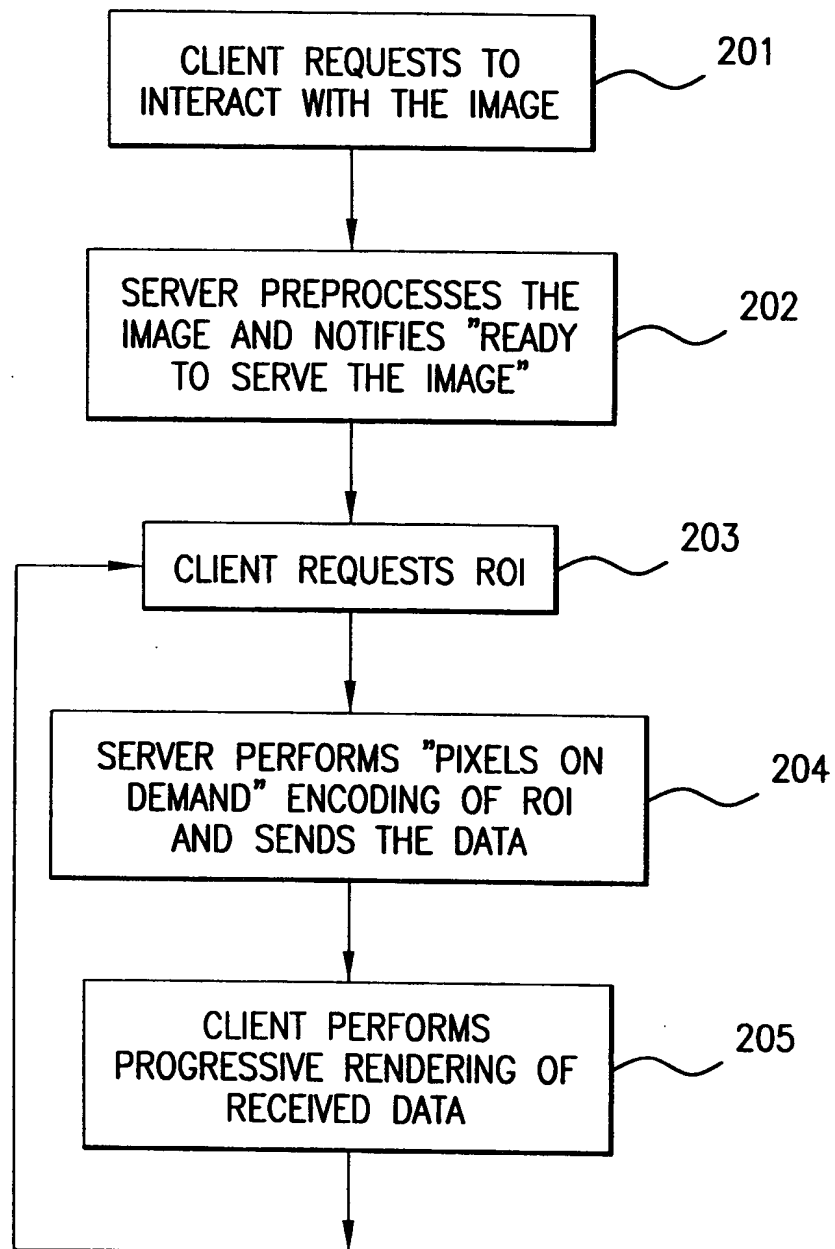 CLIENT REQUESTS TO
INTERACT WITH THE IMAGE
201
SERVER PREPROCESSES THE
IMAGE AND NOTIFIES "READY
TO SERVE THE IMAGE"
202
CLIENT REQUESTS ROI
203
SERVER PERFORMS "PIXELS ON
DEMAND" ENCODING OF ROI
AND SENDS THE DATA
204
CLIENT PERFORMS
PROGRESSIVE RENDERING OF
RECEIVED DATA
205